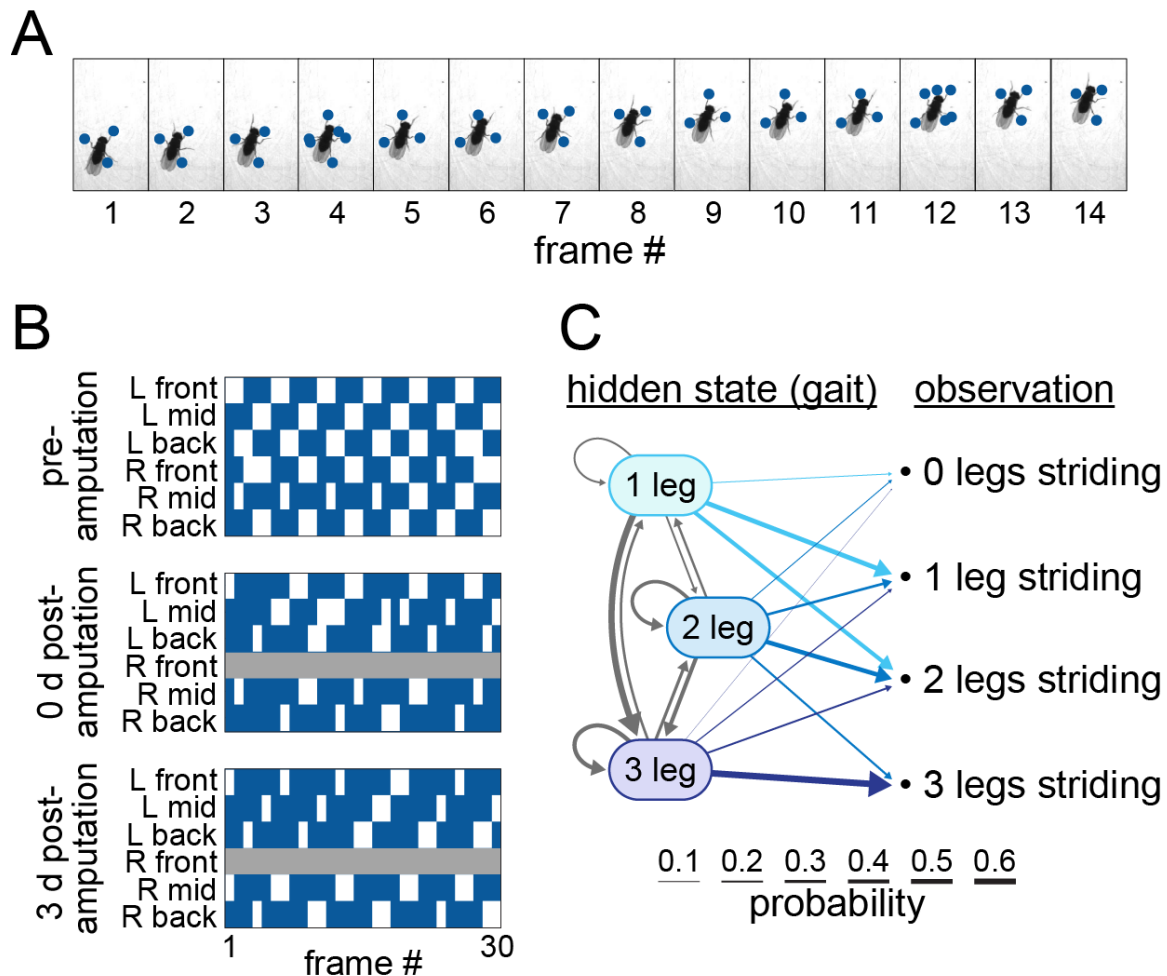 A
1 2 3 4 5 6 7 8 9 10 11 12 13 14
frame #
B
pre-
amputation
L front
L mid
L back
R front
R mid
R back
0 d post-
amputation
L front
L mid
L back
R front
R mid
R back
3 d post-
amputation
L front
L mid
L back
R front
R mid
R back
1 30
frame #
C
hidden state (gait) observation
1 leg
2 leg
3 leg
• 0 legs striding
• 1 leg striding
• 2 legs striding
• 3 legs striding
0.1 0.2 0.3 0.4 0.5 0.6
probability